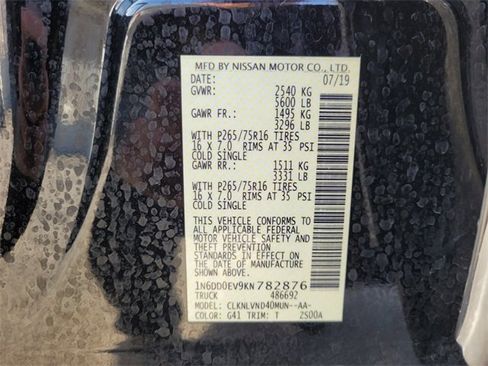 MFD BY NISSAN MOTOR CO., LTD.
DATE: 07/19
GVWR: 2540 KG
5600 LB
GAWR FR.: 1495 KG
3296 LB
WITH P265/75R16 TIRES
16 X 7.0 RIMS AT 35 PSI
COLD SINGLE
GAWR RR.: 1511 KG
3331 LB
WITH P265/75R16 TIRES
16 X 7.0 RIMS AT 35 PSI
COLD SINGLE
THIS VEHICLE CONFORMS TO
ALL APPLICABLE FEDERAL
MOTOR VEHICLE SAFETY AND
THEFT PREVENTION
STANDARDS IN EFFECT ON
THE DATE OF MANUFACTURE
SHOWN ABOVE.
1N6DD0EV9KN782876
TRUCK 486692
MODEL: CLKNLVND40MUN--AA-
COLOR: G41 TRIM: T 2S00A